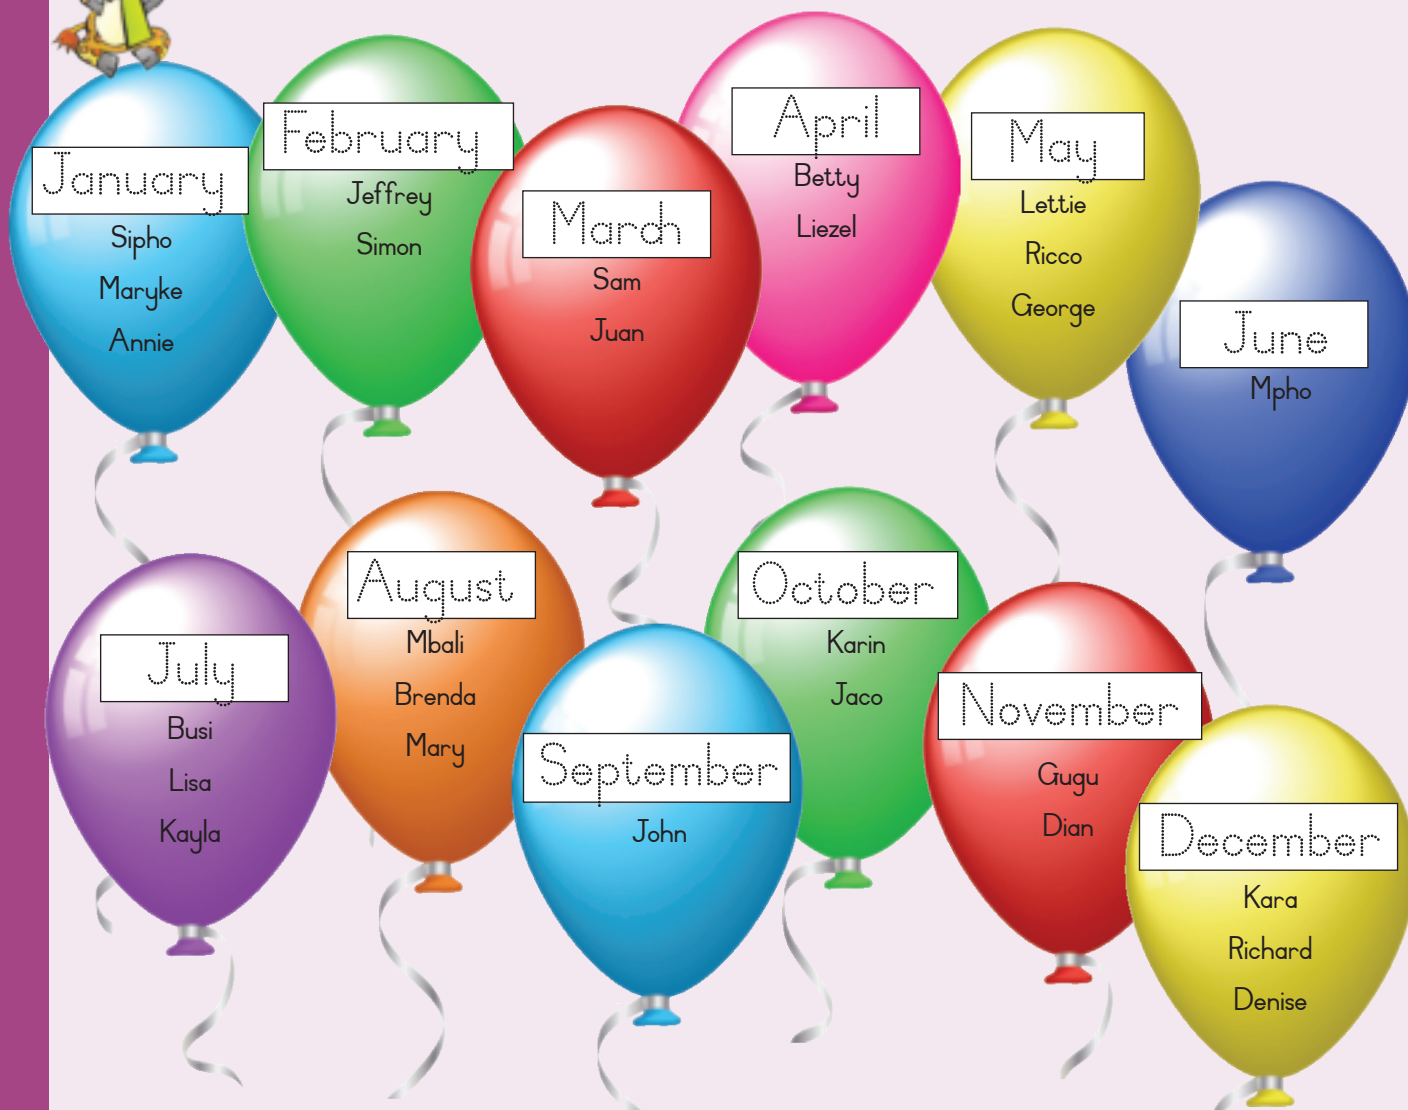 January
Sipho
Maryke
Annie
February
Jeffrey
Simon
March
Sam
Juan
April
Betty
Liezel
May
Lettie
Ricco
George
June
Mpho
July
Busi
Lisa
Kayla
August
Mbali
Brenda
Mary
September
John
October
Karin
Jaco
November
Gugu
Dian
December
Kara
Richard
Denise